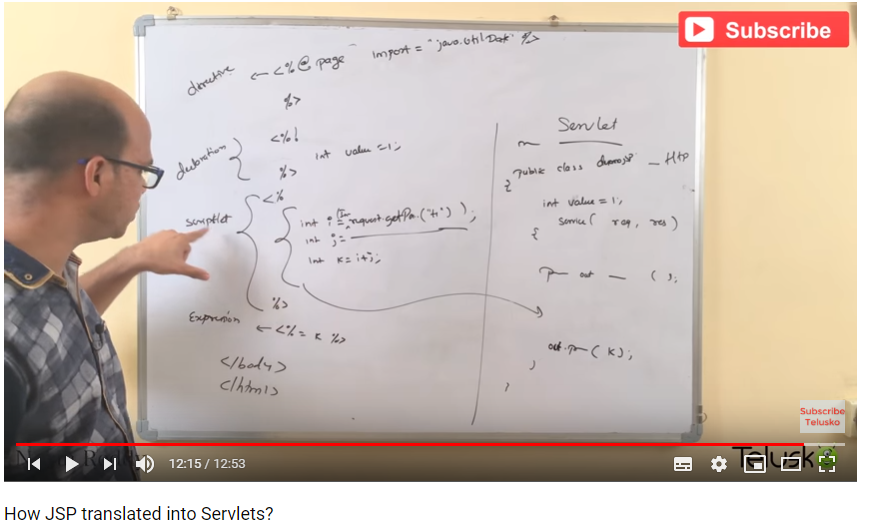 Subscribe
directive ← <%@ page import = "java.util.Date" %>
%>
declaration <%!
int value = 1;
%>
scriptlet <%
int i = request.getPa.("i") );
int j =
int k = i+j;
%>
Expression ← <%= k %>
</body>
</html>
Servlet
public class demojsp — Http
{
int value = 1;
service( req, res)
{
out — ( );
( k);
}
}
Subscribe
Telusko
Telusko
12:15 / 12:53
How JSP translated into Servlets?